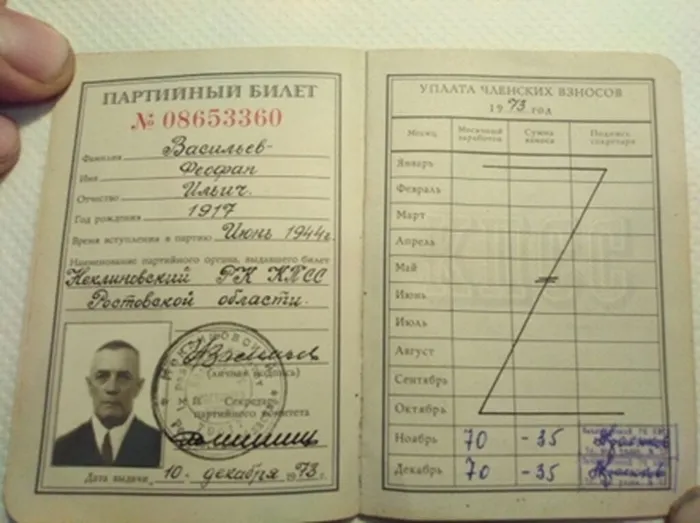 ПАРТИЙНЫЙ БИЛЕТ
№ 08653360
Фамилия Васильев
Имя Феофан
Отчество Ильич
Год рождения 1917
Время вступления в партию Июнь 1944г.
Наименование партийного органа, выдавшего билет
Неклиновский РК КПСС
Ростовской области
(личная подпись)
М.П. Секретарь
партийного комитета
Дата выдачи 10 декабря 1973г.
УПЛАТА ЧЛЕНСКИХ ВЗНОСОВ
1973 год
Месяц Месячный заработок Сумма взноса Подпись секретаря
Январь
Февраль
Март
Апрель
Май
Июнь
Июль
Август
Сентябрь
Октябрь
Ноябрь 70 -35
Декабрь 70 -35